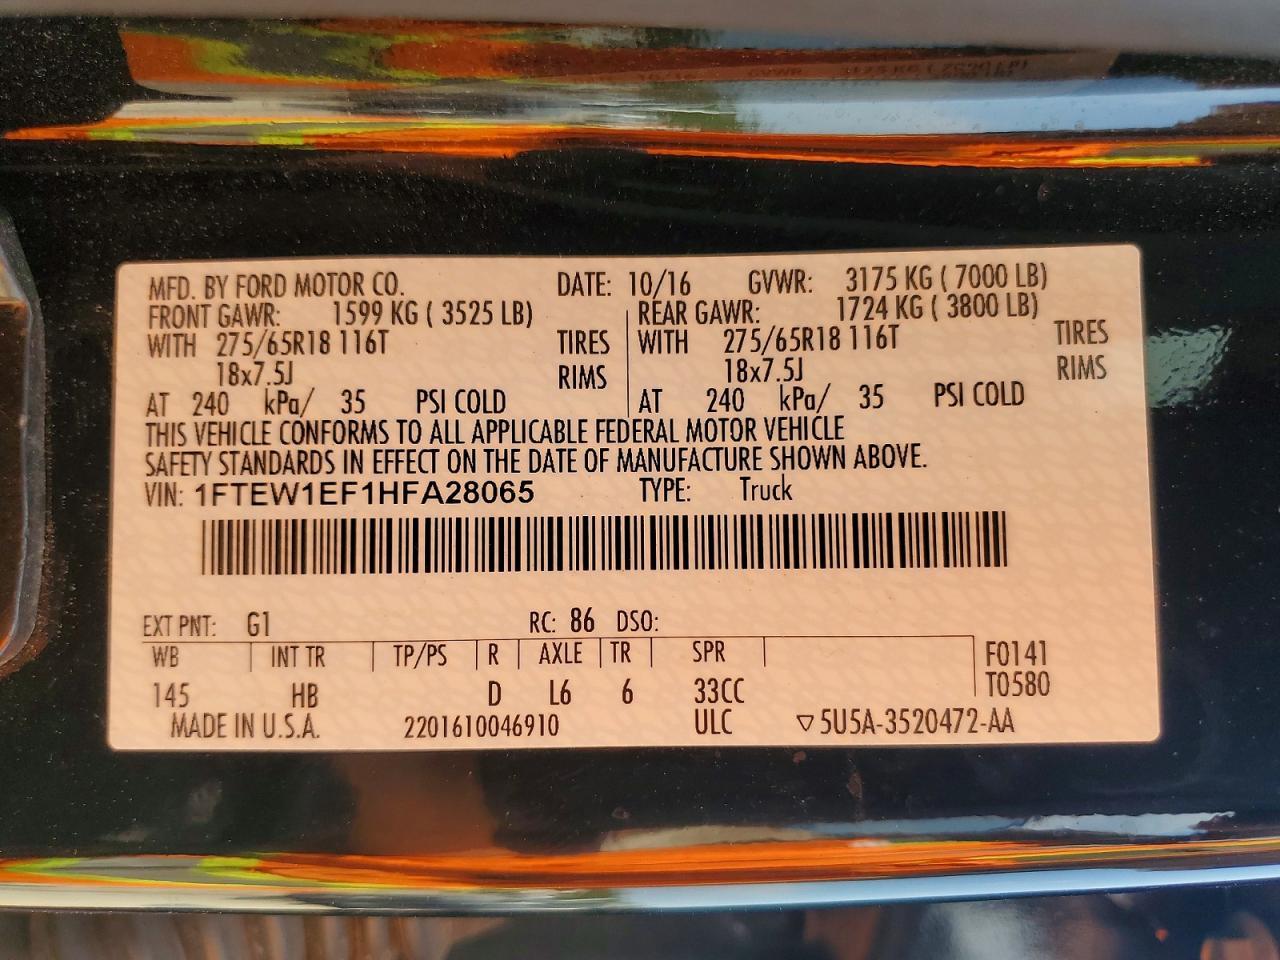 MFD. BY FORD MOTOR CO. DATE: 10/16 GVWR: 3175 KG ( 7000 LB)
FRONT GAWR: 1599 KG ( 3525 LB) REAR GAWR: 1724 KG ( 3800 LB)
WITH 275/65R18 116T TIRES WITH 275/65R18 116T TIRES
18x7.5J RIMS 18x7.5J RIMS
AT 240 kPa/ 35 PSI COLD AT 240 kPa/ 35 PSI COLD
THIS VEHICLE CONFORMS TO ALL APPLICABLE FEDERAL MOTOR VEHICLE
SAFETY STANDARDS IN EFFECT ON THE DATE OF MANUFACTURE SHOWN ABOVE.
VIN: 1FTEW1EF1HFA28065 TYPE: Truck
EXT PNT: G1 RC: 86 DSO:
WB INT TR TP/PS R AXLE TR SPR F0141
145 HB D L6 6 33CC T0580
MADE IN U.S.A. 2201610046910 ULC ▽5U5A-3520472-AA